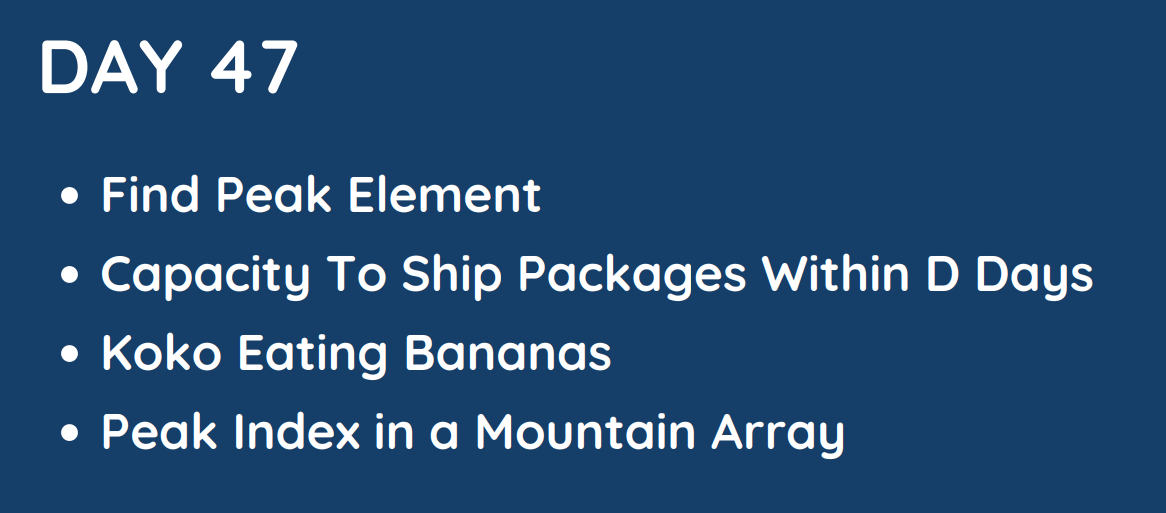 DAY 47
• Find Peak Element
• Capacity To Ship Packages Within D Days
• Koko Eating Bananas
• Peak Index in a Mountain Array